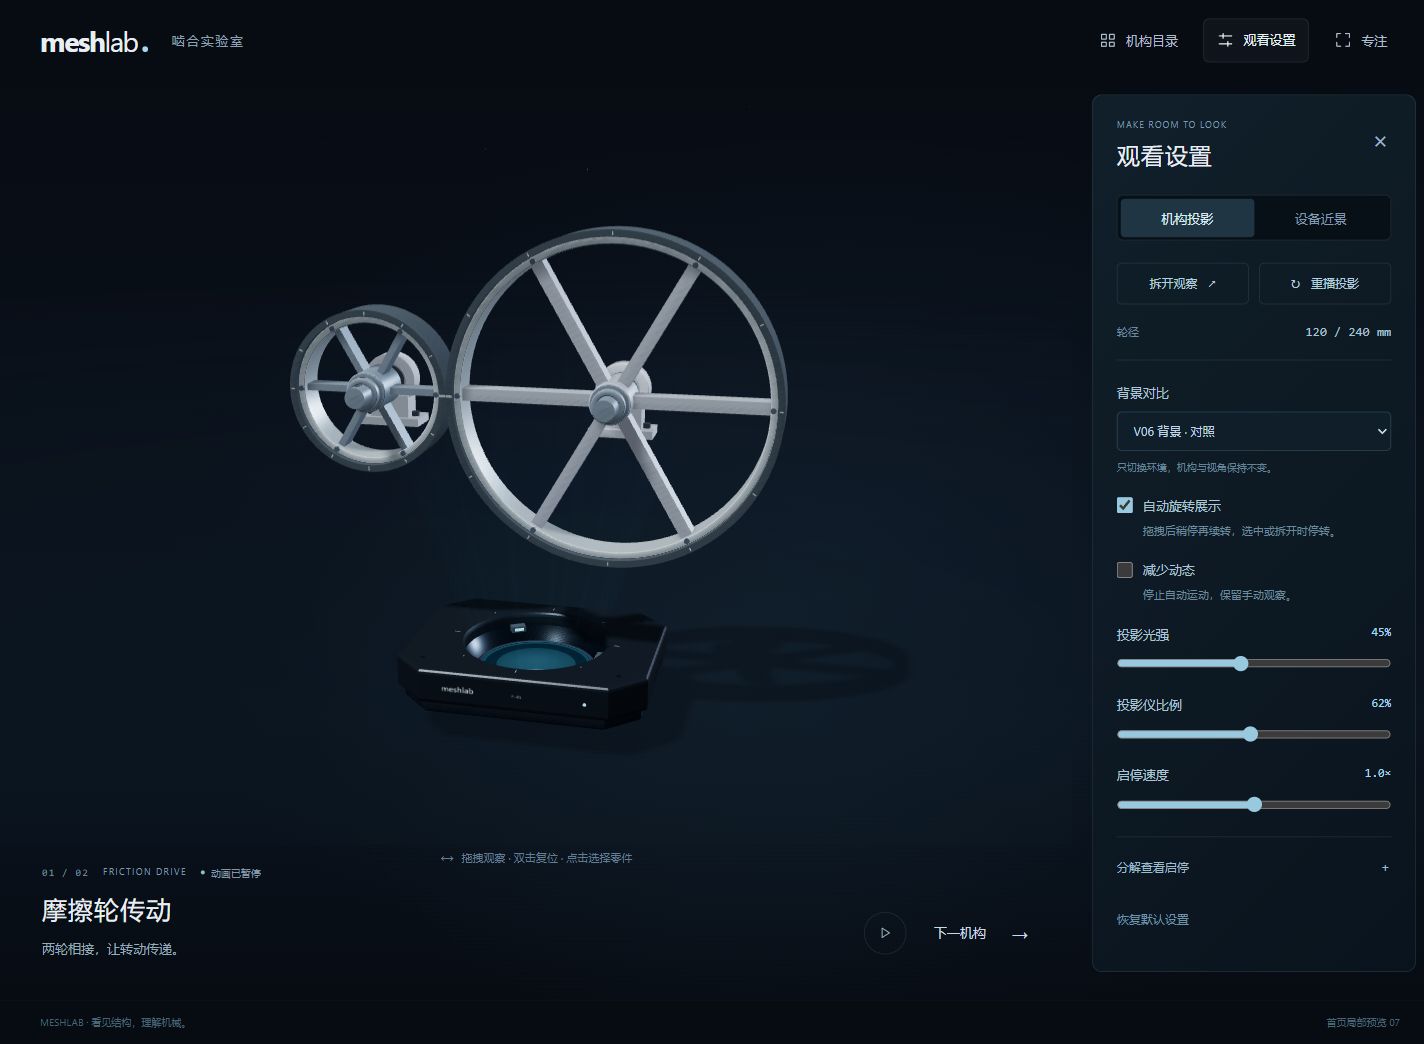 meshlab. 啮合实验室
机构目录
观看设置
专注
MAKE ROOM TO LOOK
观看设置
✕
机构投影
设备近景
拆开观察 ↗
↻ 重播投影
轮径
120 / 240 mm
背景对比
V06 背景 · 对照
只切换环境，机构与视角保持不变。
自动旋转展示
拖拽后稍停再续转，选中或拆开时停转。
减少动态
停止自动运动，保留手动观察。
投影光强
45%
投影仪比例
62%
启停速度
1.0×
分解查看启停
+
恢复默认设置
meshlab
↔ 拖拽观察 · 双击复位 · 点击选择零件
01 / 02 FRICTION DRIVE • 动画已暂停
摩擦轮传动
两轮相接，让转动传递。
下一机构 →
MESHLAB · 看见结构，理解机械。
首页局部预览 07